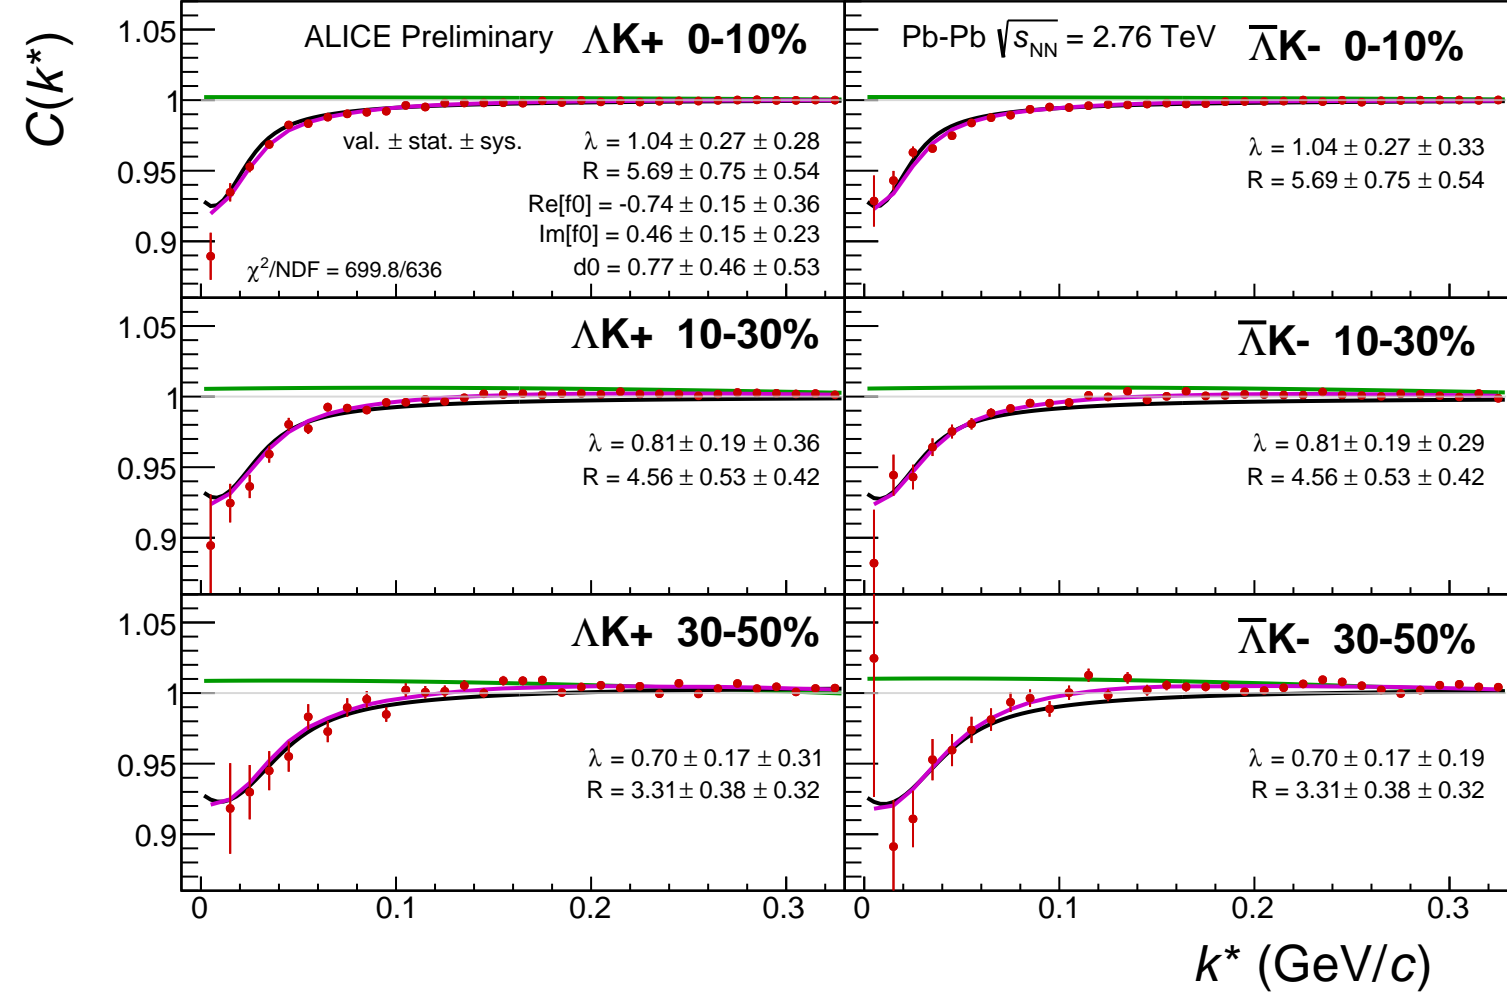 C(k*)
ALICE Preliminary ΛK+ 0-10%
1.05
1
0.95
0.9
val. ± stat. ± sys.
λ = 1.04 ± 0.27 ± 0.28
R = 5.69 ± 0.75 ± 0.54
Re[f0] = -0.74 ± 0.15 ± 0.36
Im[f0] = 0.46 ± 0.15 ± 0.23
d0 = 0.77 ± 0.46 ± 0.53
χ²/NDF = 699.8/636
Pb-Pb √s_NN = 2.76 TeV Λ̅K- 0-10%
λ = 1.04 ± 0.27 ± 0.33
R = 5.69 ± 0.75 ± 0.54
ΛK+ 10-30%
1.05
1
0.95
0.9
λ = 0.81 ± 0.19 ± 0.36
R = 4.56 ± 0.53 ± 0.42
Λ̅K- 10-30%
λ = 0.81 ± 0.19 ± 0.29
R = 4.56 ± 0.53 ± 0.42
ΛK+ 30-50%
1.05
1
0.95
0.9
λ = 0.70 ± 0.17 ± 0.31
R = 3.31 ± 0.38 ± 0.32
Λ̅K- 30-50%
λ = 0.70 ± 0.17 ± 0.19
R = 3.31 ± 0.38 ± 0.32
0 0.1 0.2 0.3
0 0.1 0.2 0.3
k* (GeV/c)